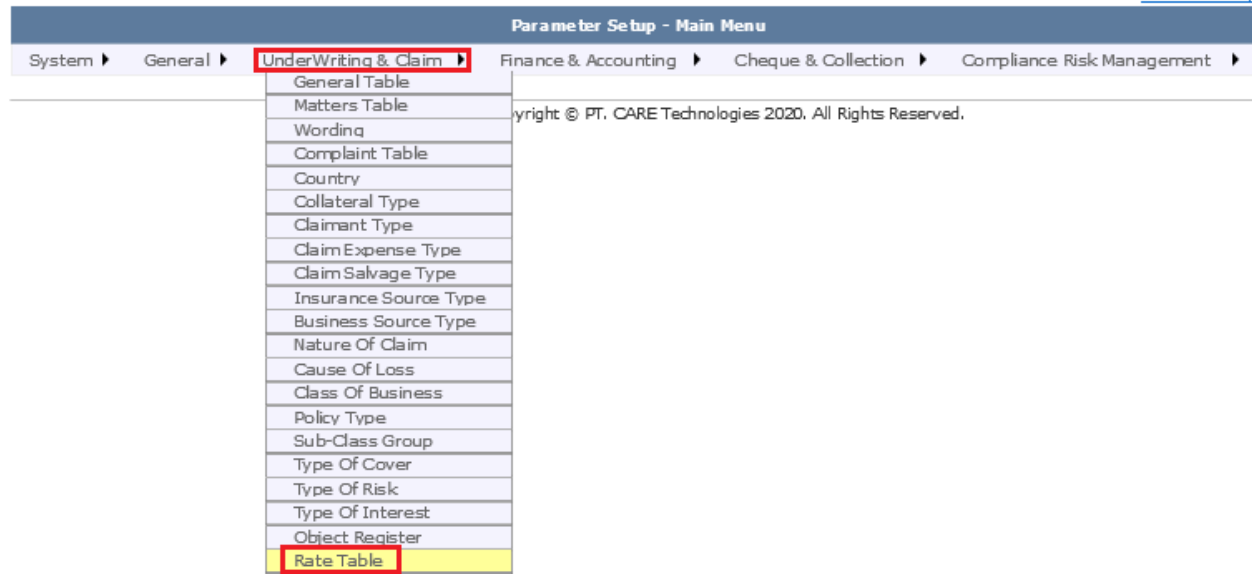 Parameter Setup - Main Menu
System General UnderWriting & Claim Finance & Accounting Cheque & Collection Compliance Risk Management
General Table
Matters Table
yright © PT. CARE Technologies 2020. All Rights Reserved.
Wording
Complaint Table
Country
Collateral Type
Claimant Type
Claim Expense Type
Claim Salvage Type
Insurance Source Type
Business Source Type
Nature Of Claim
Cause Of Loss
Class Of Business
Policy Type
Sub-Class Group
Type Of Cover
Type Of Risk
Type Of Interest
Object Register
Rate Table